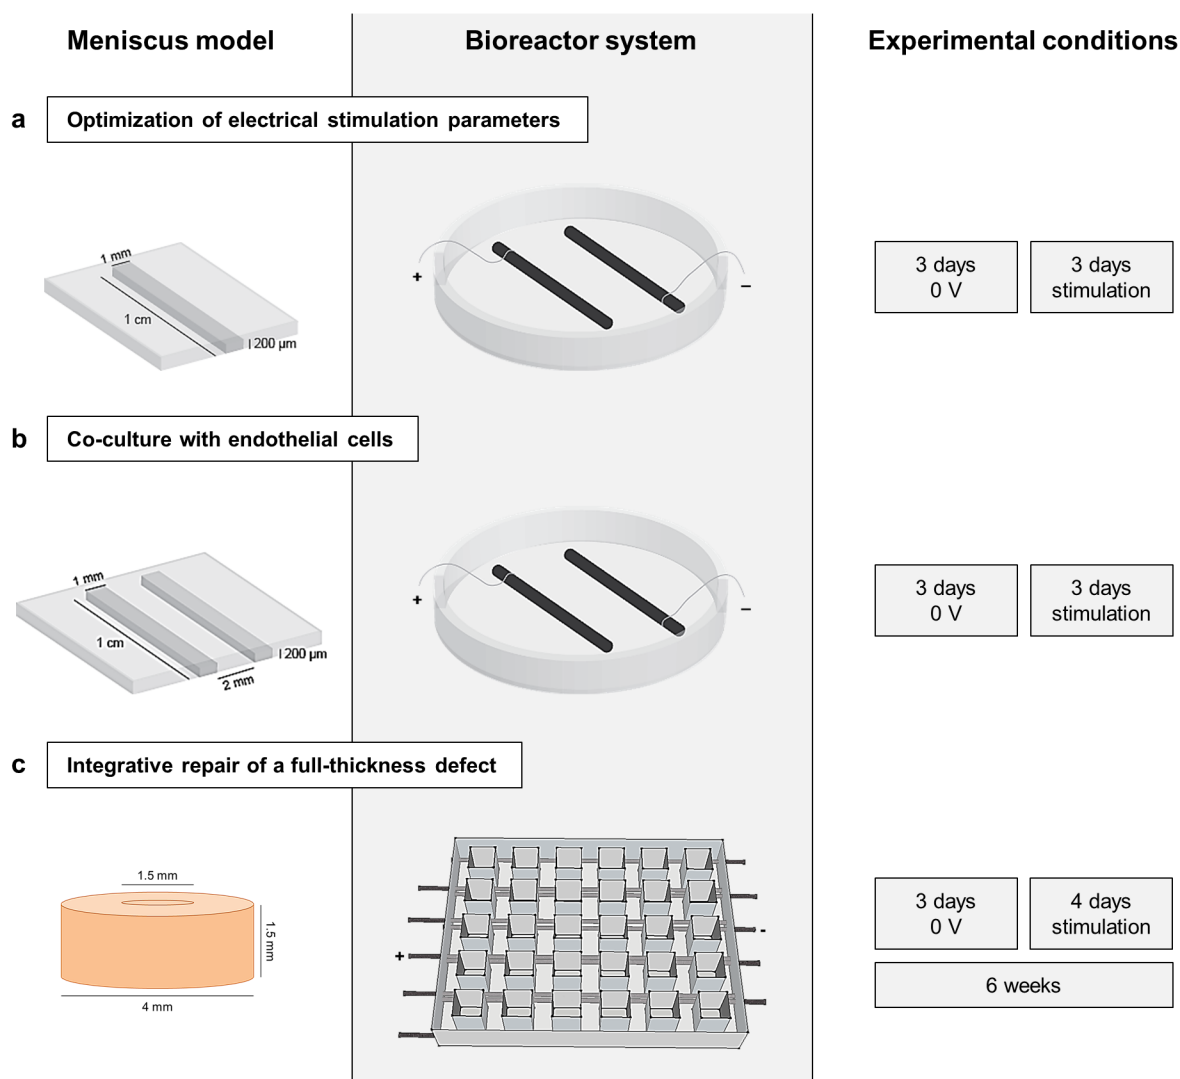 Meniscus model
Bioreactor system
Experimental conditions
a
Optimization of electrical stimulation parameters
1 mm
1 cm
200 µm
+
–
3 days
0 V
3 days
stimulation
b
Co-culture with endothelial cells
1 mm
1 cm
200 µm
2 mm
+
–
3 days
0 V
3 days
stimulation
c
Integrative repair of a full-thickness defect
1.5 mm
1.5 mm
4 mm
+
-
3 days
0 V
4 days
stimulation
6 weeks